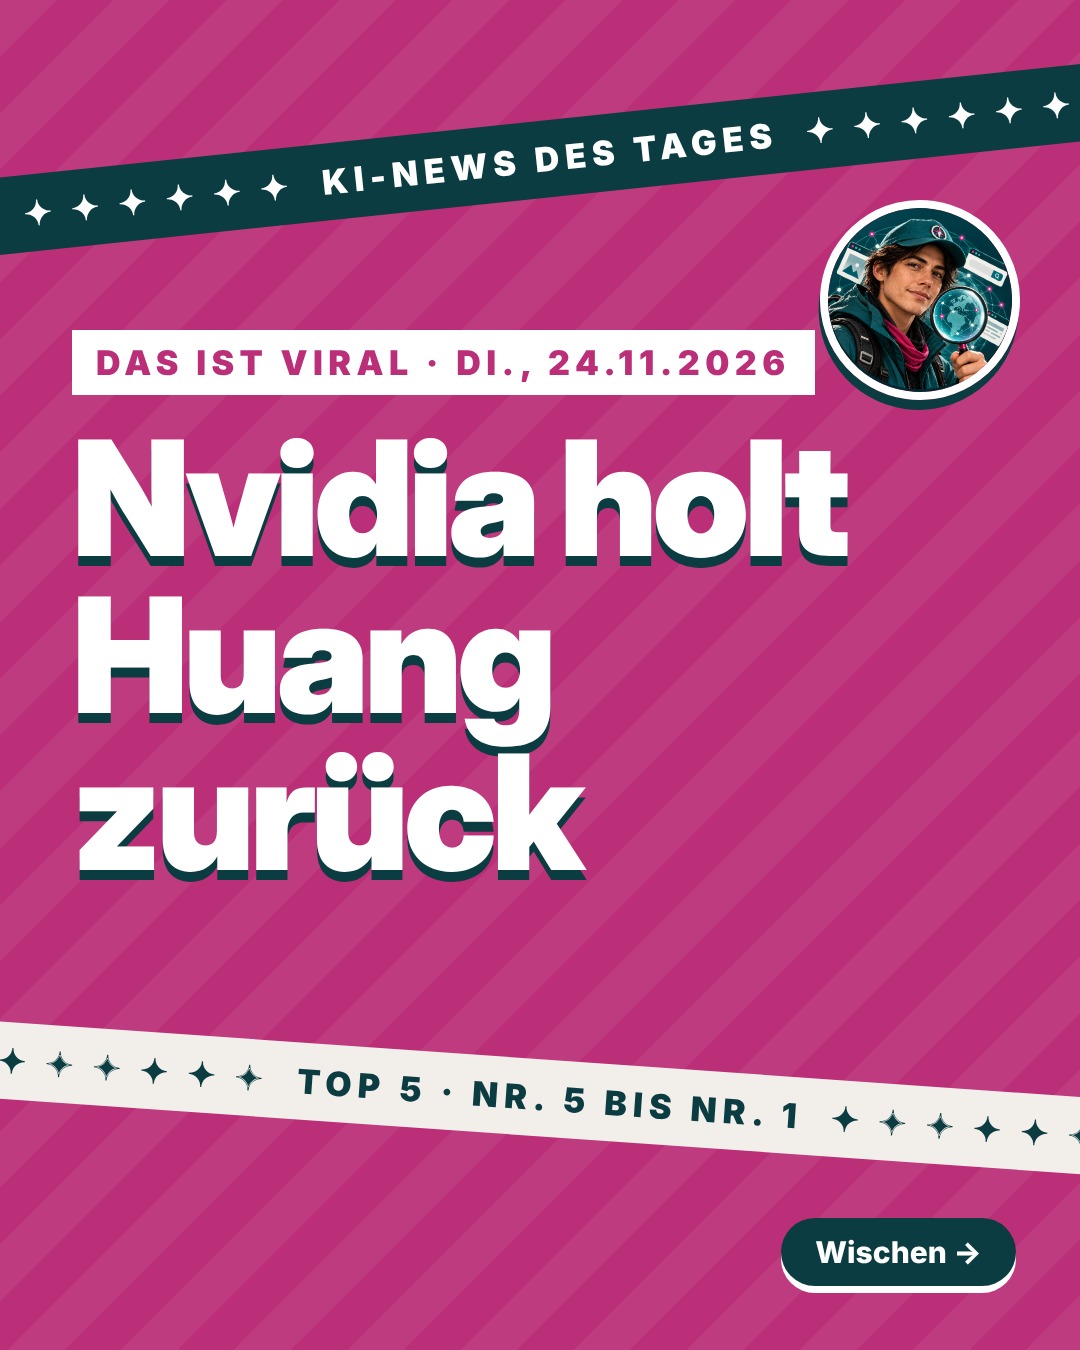 KI-NEWS DES TAGES
DAS IST VIRAL · DI., 24.11.2026
Nvidia holt
Huang
zurück
TOP 5 · NR. 5 BIS NR. 1
Wischen →